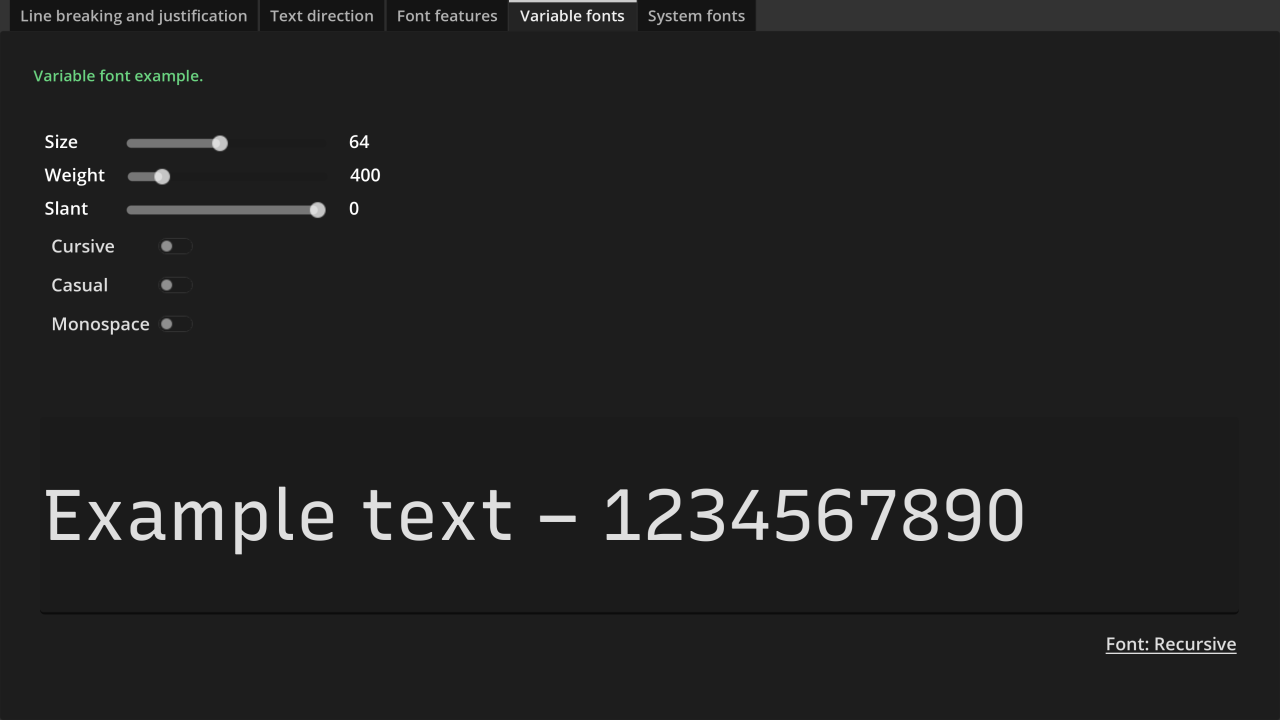 Line breaking and justification Text direction Font features Variable fonts System fonts
Variable font example.
Size 64
Weight 400
Slant 0
Cursive
Casual
Monospace
Example text – 1234567890
Font: Recursive